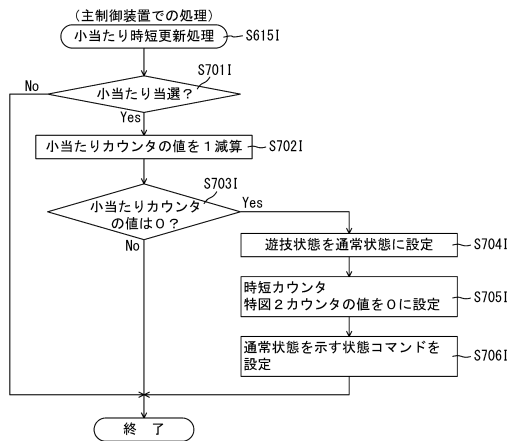 （主制御装置での処理）
小当たり時短更新処理
S615I
S701I
No
小当たり当選？
Yes
小当たりカウンタの値を１減算
S702I
S703I
小当たりカウンタ
の値は０？
Yes
No
遊技状態を通常状態に設定
S704I
時短カウンタ
特図２カウンタの値を０に設定
S705I
通常状態を示す状態コマンドを
設定
S706I
終　了